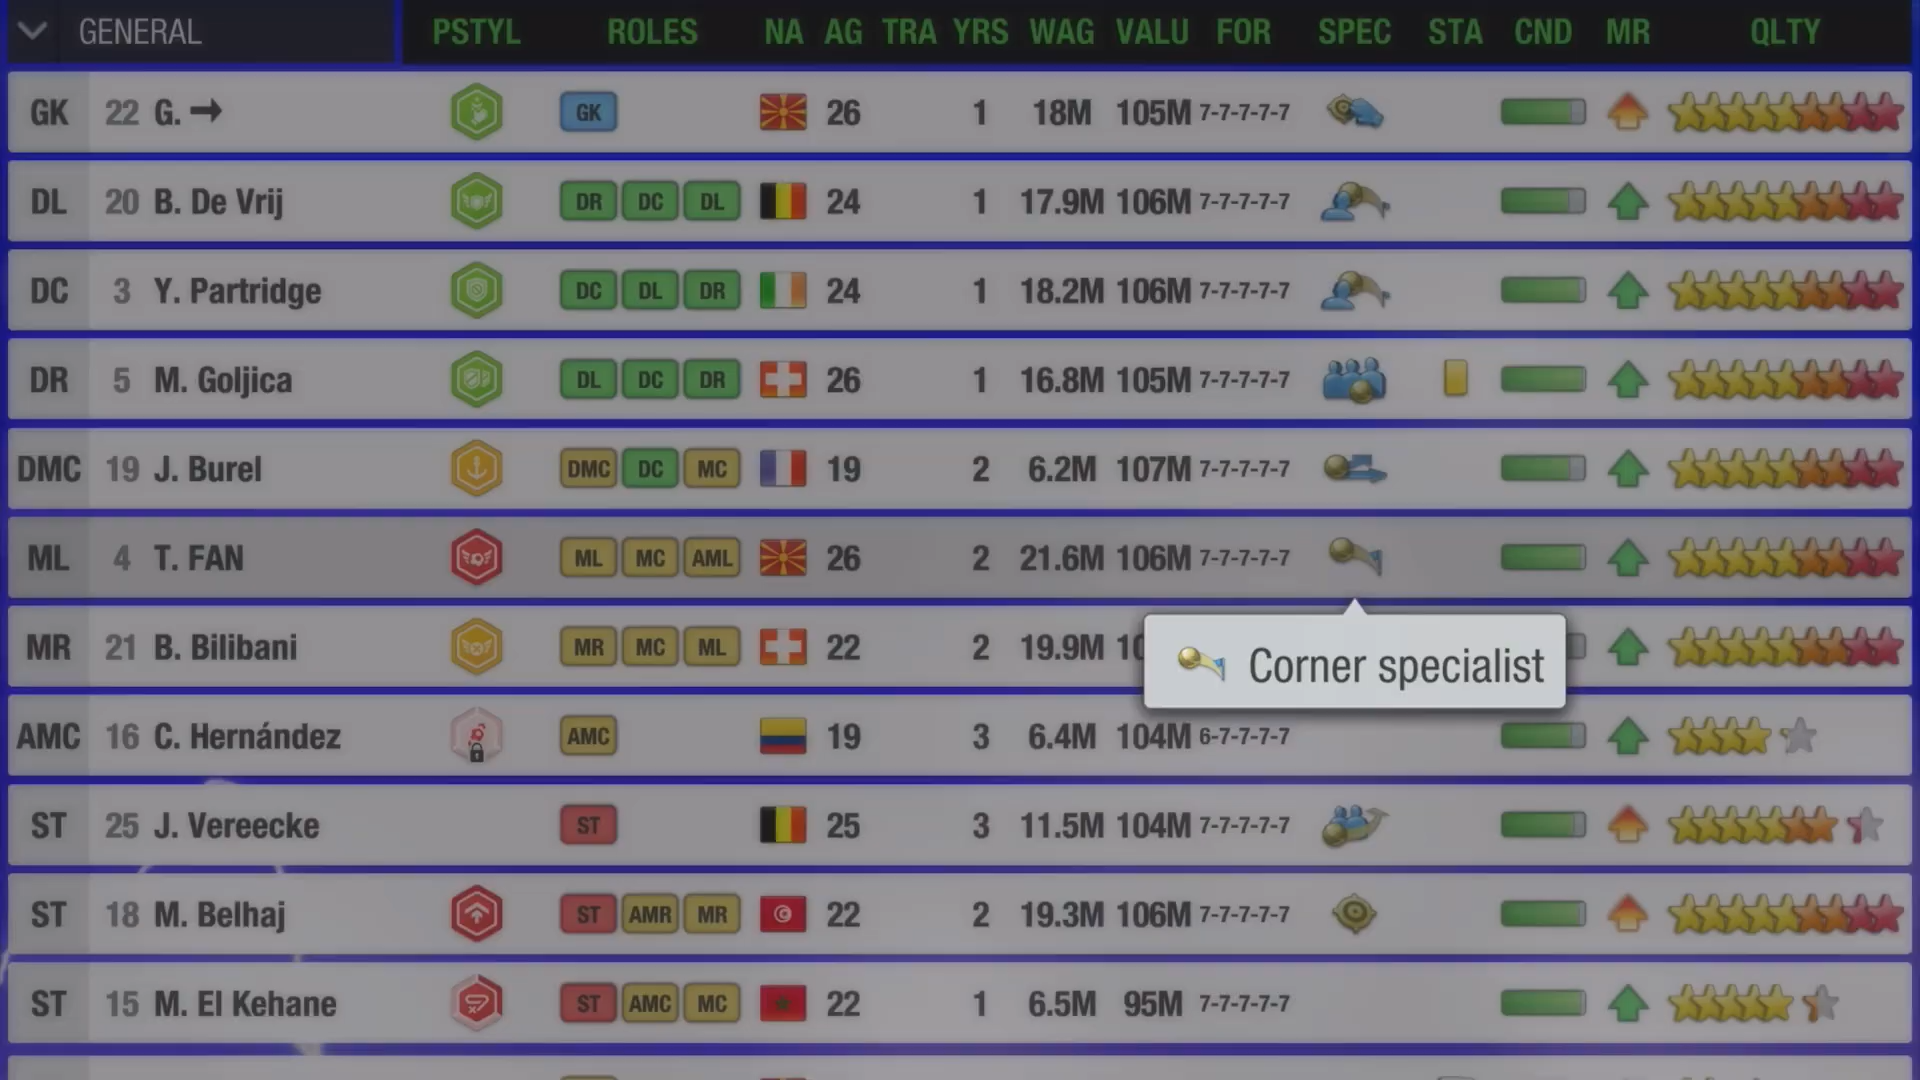 GENERAL PSTYL ROLES NA AG TRA YRS WAG VALU FOR SPEC STA CND MR QLTY
GK 22 G. ➞ GK 26 1 18M 105M 7-7-7-7-7
DL 20 B. De Vrij DR DC DL 24 1 17.9M 106M 7-7-7-7-7
DC 3 Y. Partridge DC DL DR 24 1 18.2M 106M 7-7-7-7-7
DR 5 M. Goljica DL DC DR 26 1 16.8M 105M 7-7-7-7-7
DMC 19 J. Burel DMC DC MC 19 2 6.2M 107M 7-7-7-7-7
ML 4 T. FAN ML MC AML 26 2 21.6M 106M 7-7-7-7-7
MR 21 B. Bilibani MR MC ML 22 2 19.9M
Corner specialist
AMC 16 C. Hernández AMC 19 3 6.4M 104M 6-7-7-7-7
ST 25 J. Vereecke ST 25 3 11.5M 104M 7-7-7-7-7
ST 18 M. Belhaj ST AMR MR 22 2 19.3M 106M 7-7-7-7-7
ST 15 M. El Kehane ST AMC MC 22 1 6.5M 95M 7-7-7-7-7